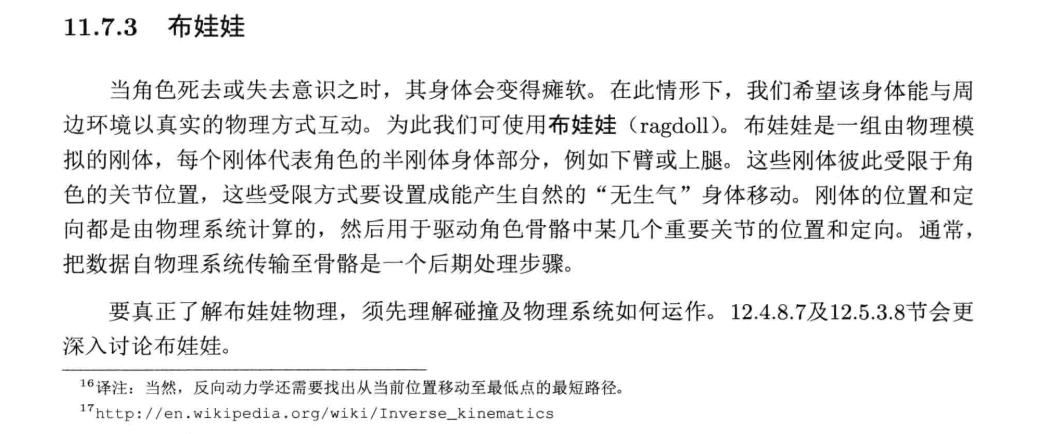 11.7.3 布娃娃
当角色死去或失去意识之时，其身体会变得瘫软。在此情形下，我们希望该身体能与周
边环境以真实的物理方式互动。为此我们可使用布娃娃（ragdoll）。布娃娃是一组由物理模
拟的刚体，每个刚体代表角色的半刚体身体部分，例如下臂或上腿。这些刚体彼此受限于角
色的关节位置，这些受限方式要设置成能产生自然的“无生气”身体移动。刚体的位置和定
向都是由物理系统计算的，然后用于驱动角色骨骼中某几个重要关节的位置和定向。通常，
把数据自物理系统传输至骨骼是一个后期处理步骤。
要真正了解布娃娃物理，须先理解碰撞及物理系统如何运作。12.4.8.7及12.5.3.8节会更
深入讨论布娃娃。
16译注：当然，反向动力学还需要找出从当前位置移动至最低点的最短路径。
17http://en.wikipedia.org/wiki/Inverse_kinematics